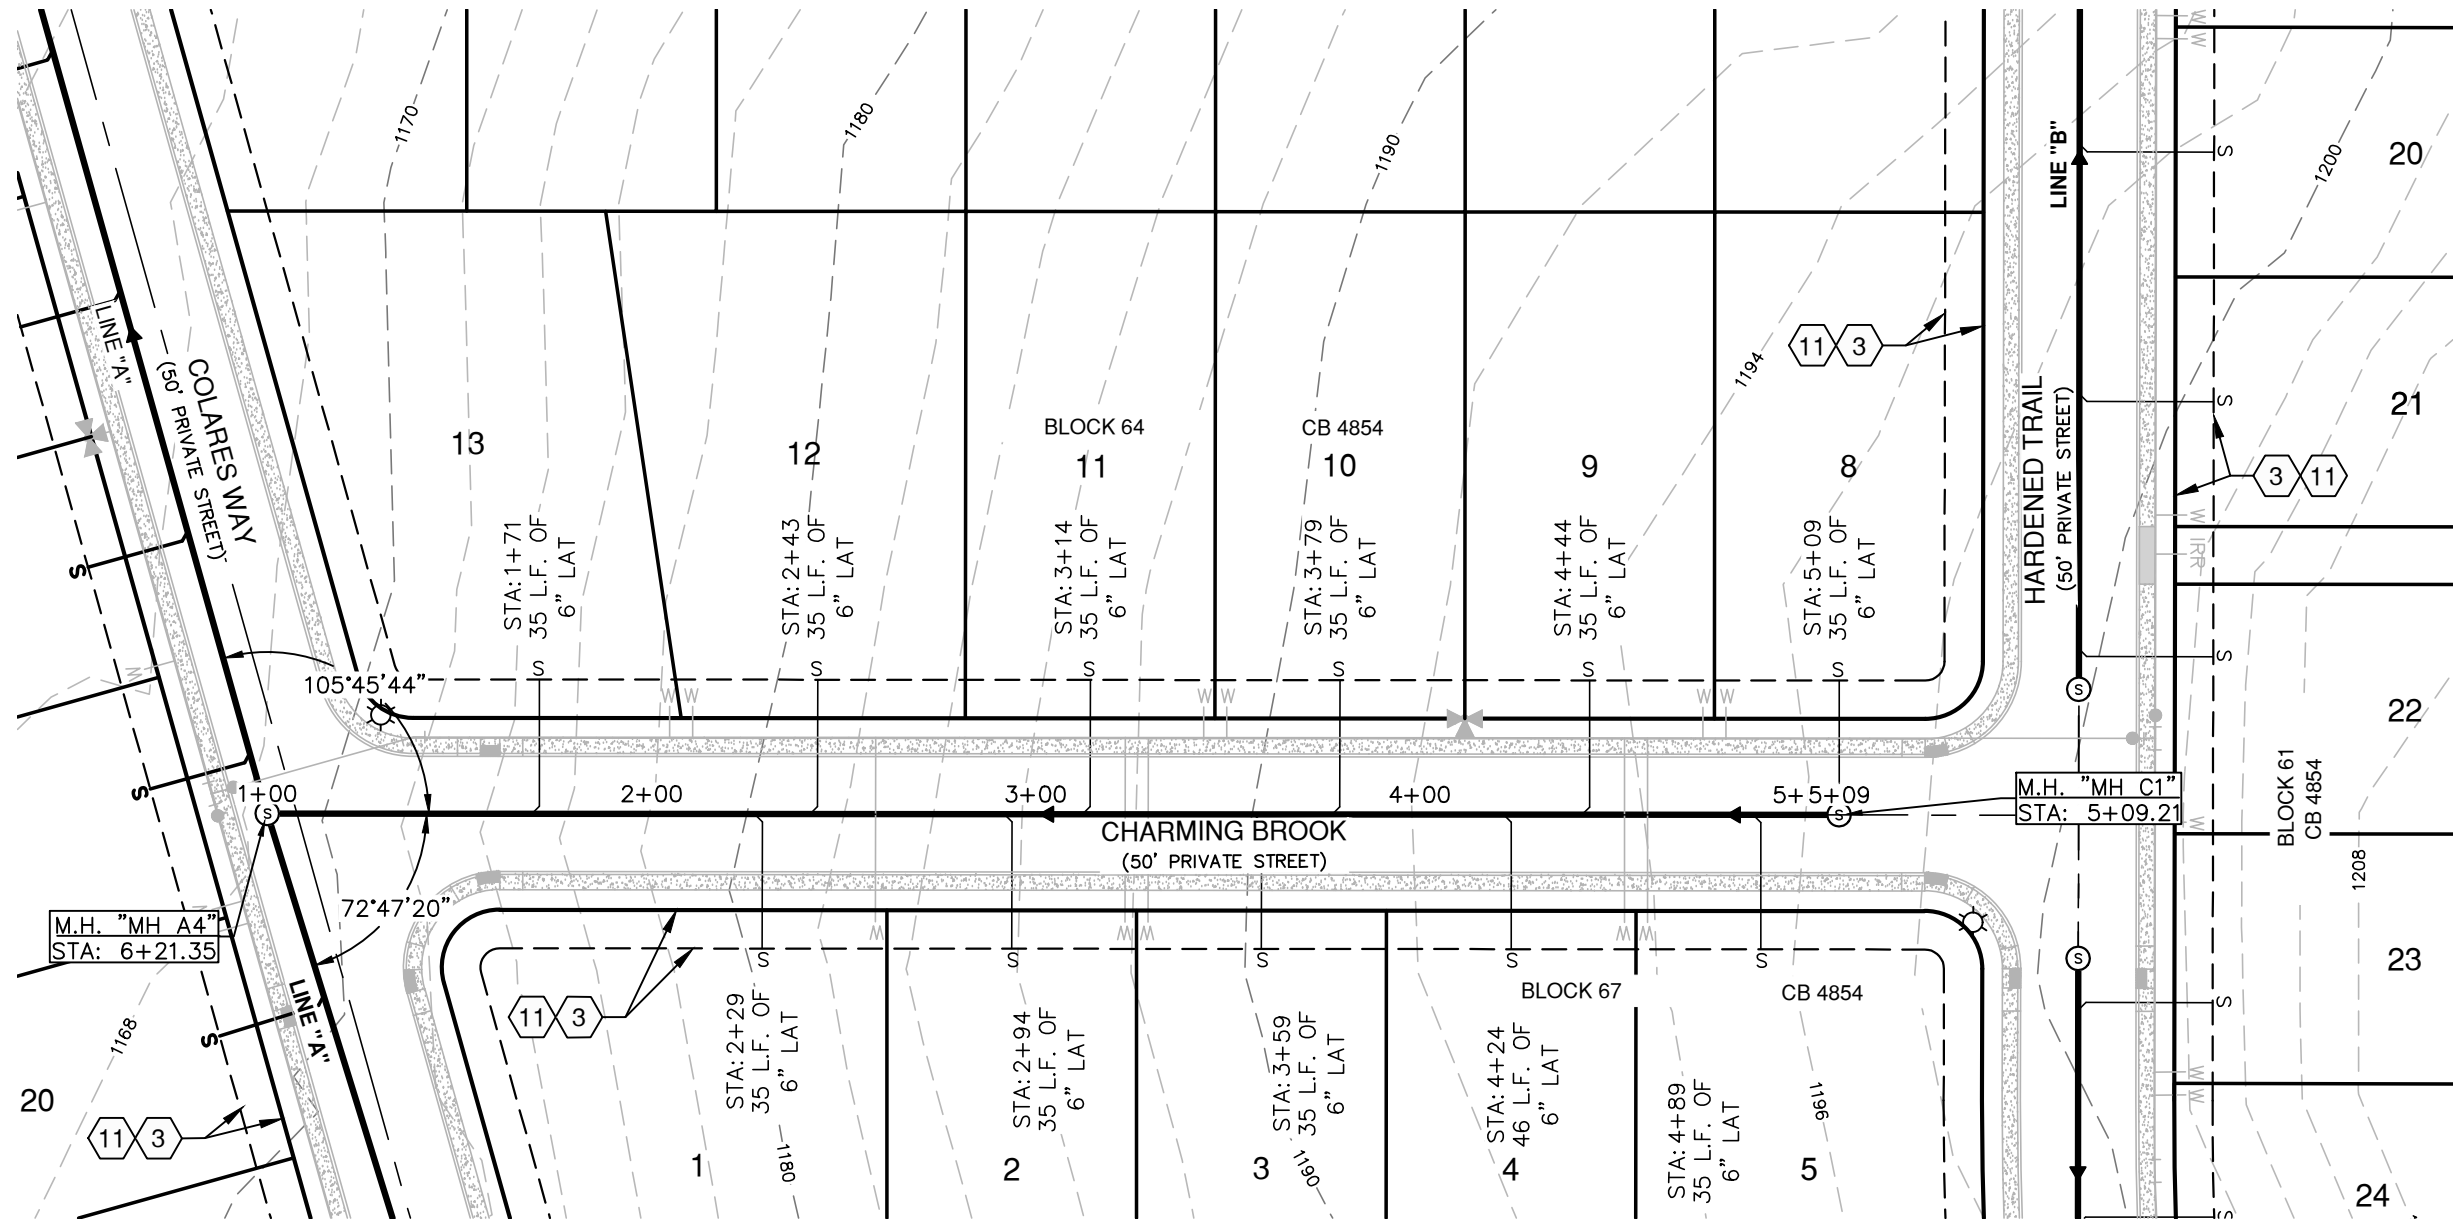 1170
1180
1190
1200
LINE "B"
20
LINE "A"
COLARES WAY
(50' PRIVATE STREET)
13
12
BLOCK 64
11
CB 4854
10
9
8
1194
11
3
HARDENED TRAIL
(50' PRIVATE STREET)
21
3
11
W
W
W
IRR
S
S
S
STA: 1+71
35 L.F. OF
6" LAT
STA: 2+43
35 L.F. OF
6" LAT
STA: 3+14
35 L.F. OF
6" LAT
STA: 3+79
35 L.F. OF
6" LAT
STA: 4+44
35 L.F. OF
6" LAT
STA: 5+09
35 L.F. OF
6" LAT
S
S
S
S
S
S
S
S
S
W
W
W
W
W
W
W
105°45'44"
22
BLOCK 61
CB 4854
1+00
2+00
3+00
4+00
5+5+09
S
S
M.H. "MH C1"
STA: 5+09.21
W
CHARMING BROOK
(50' PRIVATE STREET)
1208
72°47'20"
M.H. "MH A4"
STA: 6+21.35
W
W
W
W
W
S
S
S
S
S
S
S
S
23
LINE "A"
BLOCK 67
CB 4854
11
3
1168
20
11
3
STA: 2+29
35 L.F. OF
6" LAT
STA: 2+94
35 L.F. OF
6" LAT
STA: 3+59
35 L.F. OF
6" LAT
STA: 4+24
46 L.F. OF
6" LAT
STA: 4+89
35 L.F. OF
6" LAT
1196
1180
1190
1
2
3
4
5
W
W
24
S